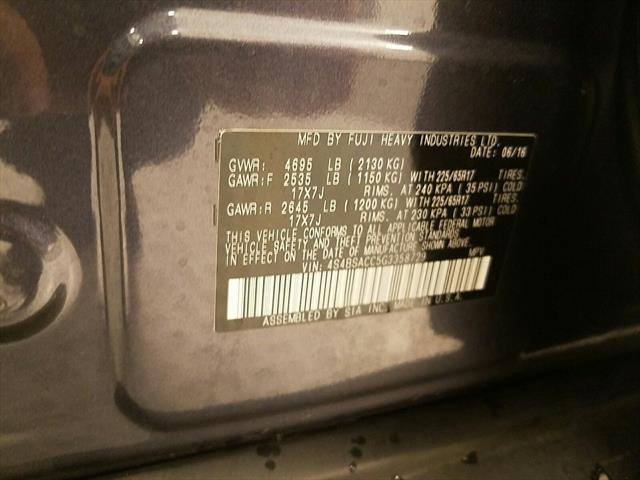 MFD BY FUJI HEAVY INDUSTRIES LTD.
DATE: 06/16
GVWR: 4695 LB ( 2130 KG)
GAWR:F 2535 LB ( 1150 KG) WITH 225/65R17 TIRES.
17X7J RIMS. AT 240 KPA ( 35 PSI) COLD
GAWR:R 2645 LB ( 1200 KG) WITH 225/65R17 TIRES.
17X7J RIMS. AT 230 KPA ( 33 PSI) COLD
THIS VEHICLE CONFORMS TO ALL APPLICABLE FEDERAL MOTOR
VEHICLE SAFETY AND THEFT PREVENTION STANDARDS
IN EFFECT ON THE DATE OF MANUFACTURE SHOWN ABOVE.
VIN: 4S4BSACC5G3358729 MPV
ASSEMBLED BY SIA INC. MADE IN U.S.A.